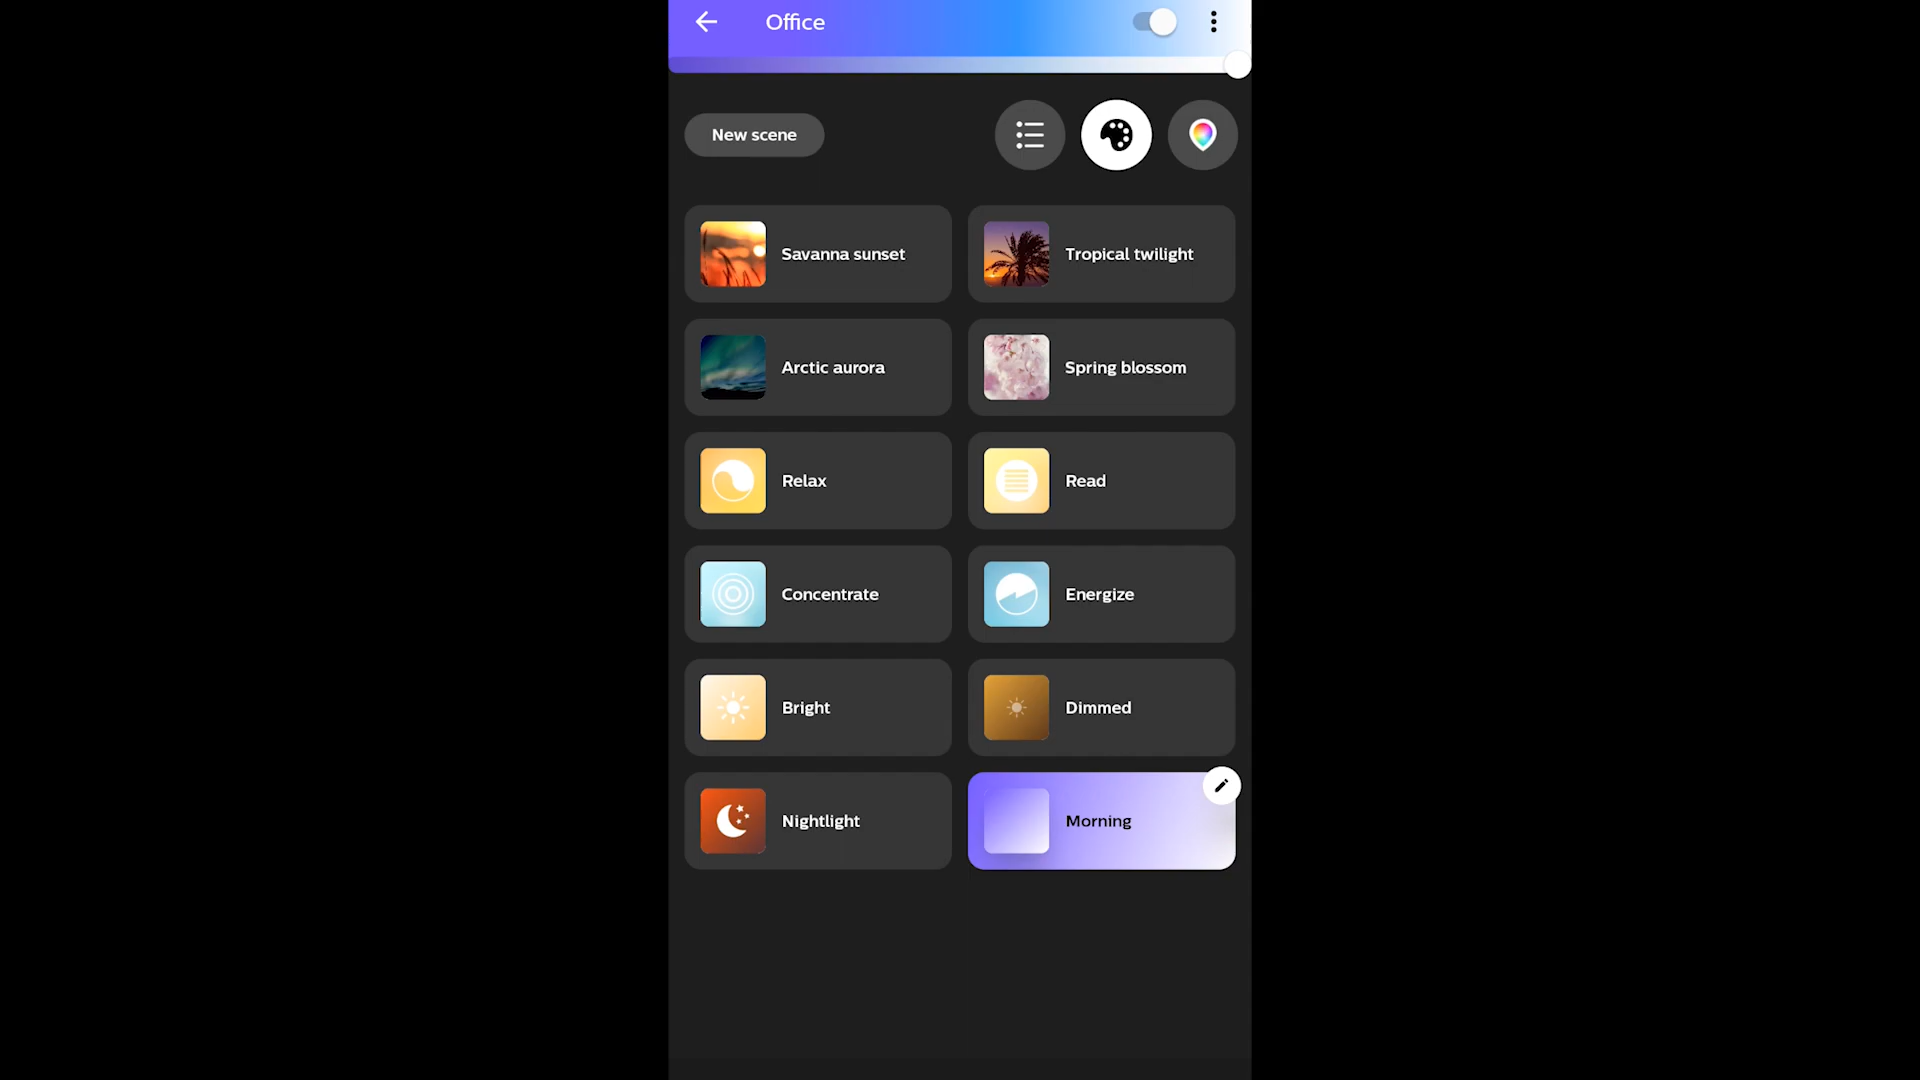 Office
New scene
Savanna sunset
Tropical twilight
Arctic aurora
Spring blossom
Relax
Read
Concentrate
Energize
Bright
Dimmed
Nightlight
Morning